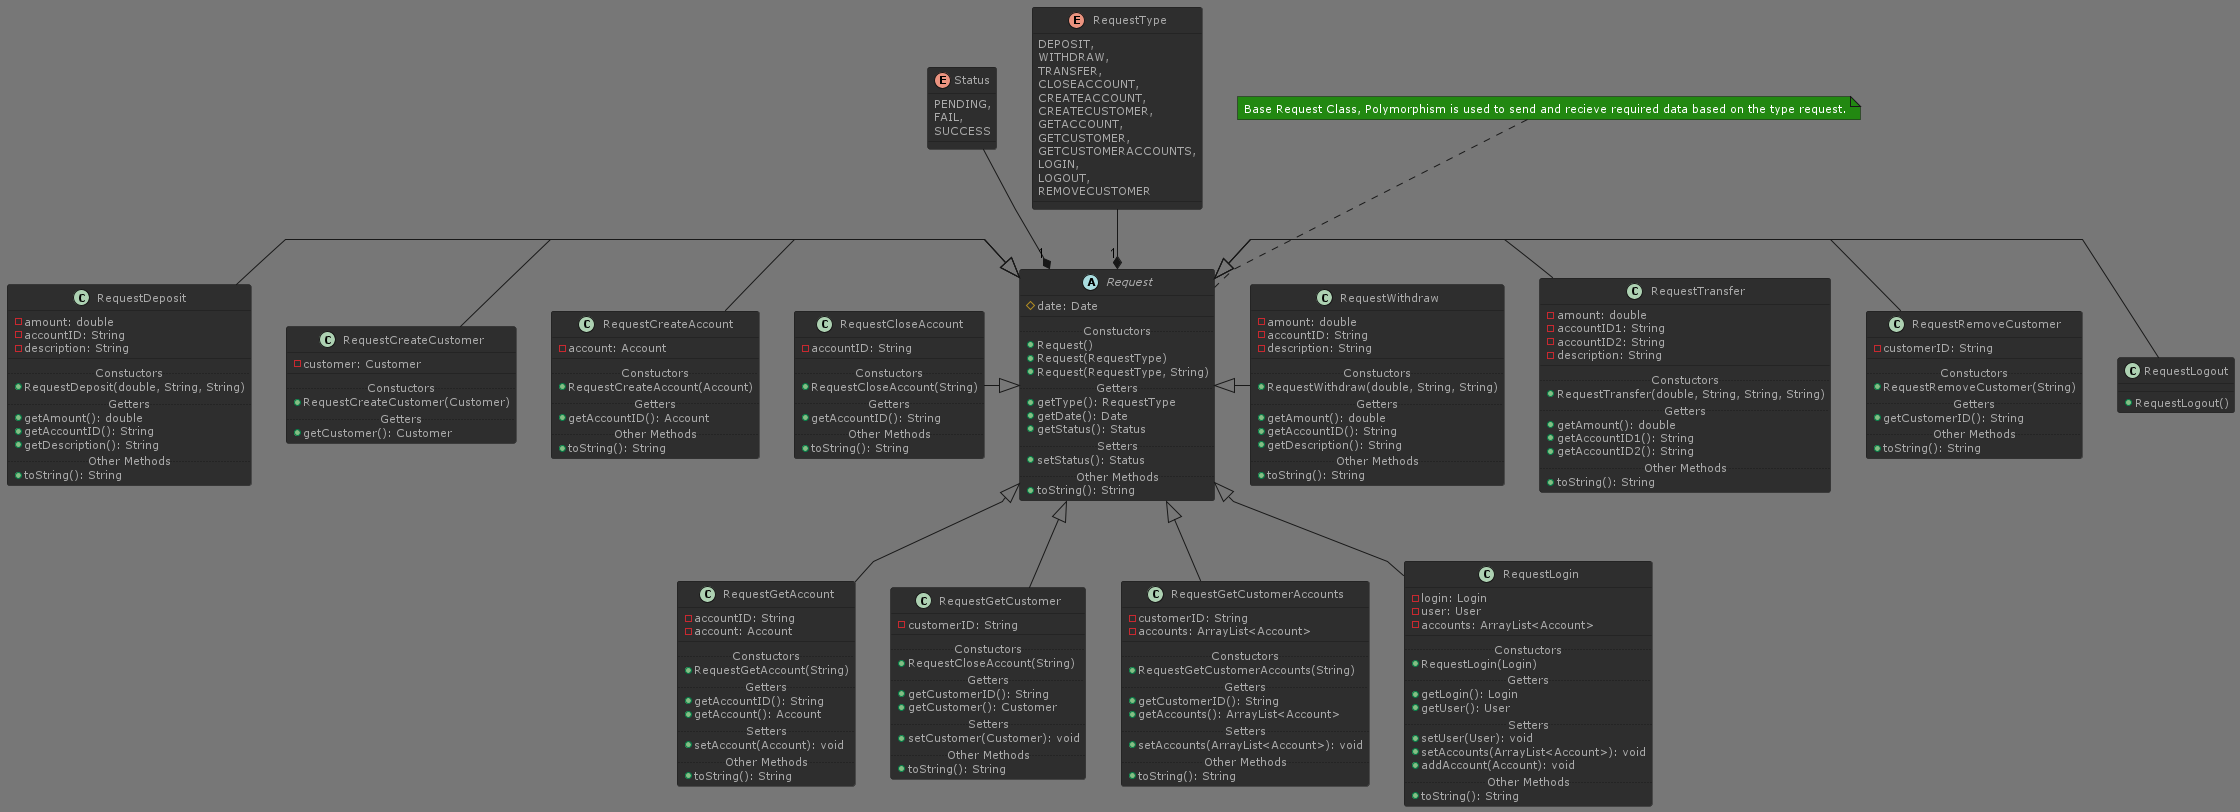 RequestType
DEPOSIT,
WITHDRAW,
TRANSFER,
CLOSEACCOUNT,
CREATEACCOUNT,
CREATECUSTOMER,
GETACCOUNT,
GETCUSTOMER,
GETCUSTOMERACCOUNTS,
LOGIN,
LOGOUT,
REMOVECUSTOMER
Status
PENDING,
FAIL,
SUCCESS
Base Request Class, Polymorphism is used to send and recieve required data based on the type request.
1
1
RequestDeposit
amount: double
accountID: String
description: String
Constuctors
RequestDeposit(double, String, String)
Getters
getAmount(): double
getAccountID(): String
getDescription(): String
Other Methods
toString(): String
RequestCreateCustomer
customer: Customer
Constuctors
RequestCreateCustomer(Customer)
Getters
getCustomer(): Customer
RequestCreateAccount
account: Account
Constuctors
RequestCreateAccount(Account)
Getters
getAccountID(): Account
Other Methods
toString(): String
RequestCloseAccount
accountID: String
Constuctors
RequestCloseAccount(String)
Getters
getAccountID(): String
Other Methods
toString(): String
Request
date: Date
Constuctors
Request()
Request(RequestType)
Request(RequestType, String)
Getters
getType(): RequestType
getDate(): Date
getStatus(): Status
Setters
setStatus(): Status
Other Methods
toString(): String
RequestWithdraw
amount: double
accountID: String
description: String
Constuctors
RequestWithdraw(double, String, String)
Getters
getAmount(): double
getAccountID(): String
getDescription(): String
Other Methods
toString(): String
RequestTransfer
amount: double
accountID1: String
accountID2: String
description: String
Constuctors
RequestTransfer(double, String, String, String)
Getters
getAmount(): double
getAccountID1(): String
getAccountID2(): String
Other Methods
toString(): String
RequestRemoveCustomer
customerID: String
Constuctors
RequestRemoveCustomer(String)
Getters
getCustomerID(): String
Other Methods
toString(): String
RequestLogout
RequestLogout()
RequestGetAccount
accountID: String
account: Account
Constuctors
RequestGetAccount(String)
Getters
getAccountID(): String
getAccount(): Account
Setters
setAccount(Account): void
Other Methods
toString(): String
RequestGetCustomer
customerID: String
Constuctors
RequestCloseAccount(String)
Getters
getCustomerID(): String
getCustomer(): Customer
Setters
setCustomer(Customer): void
Other Methods
toString(): String
RequestGetCustomerAccounts
customerID: String
accounts: ArrayList<Account>
Constuctors
RequestGetCustomerAccounts(String)
Getters
getCustomerID(): String
getAccounts(): ArrayList<Account>
Setters
setAccounts(ArrayList<Account>): void
Other Methods
toString(): String
RequestLogin
login: Login
user: User
accounts: ArrayList<Account>
Constuctors
RequestLogin(Login)
Getters
getLogin(): Login
getUser(): User
Setters
setUser(User): void
setAccounts(ArrayList<Account>): void
addAccount(Account): void
Other Methods
toString(): String